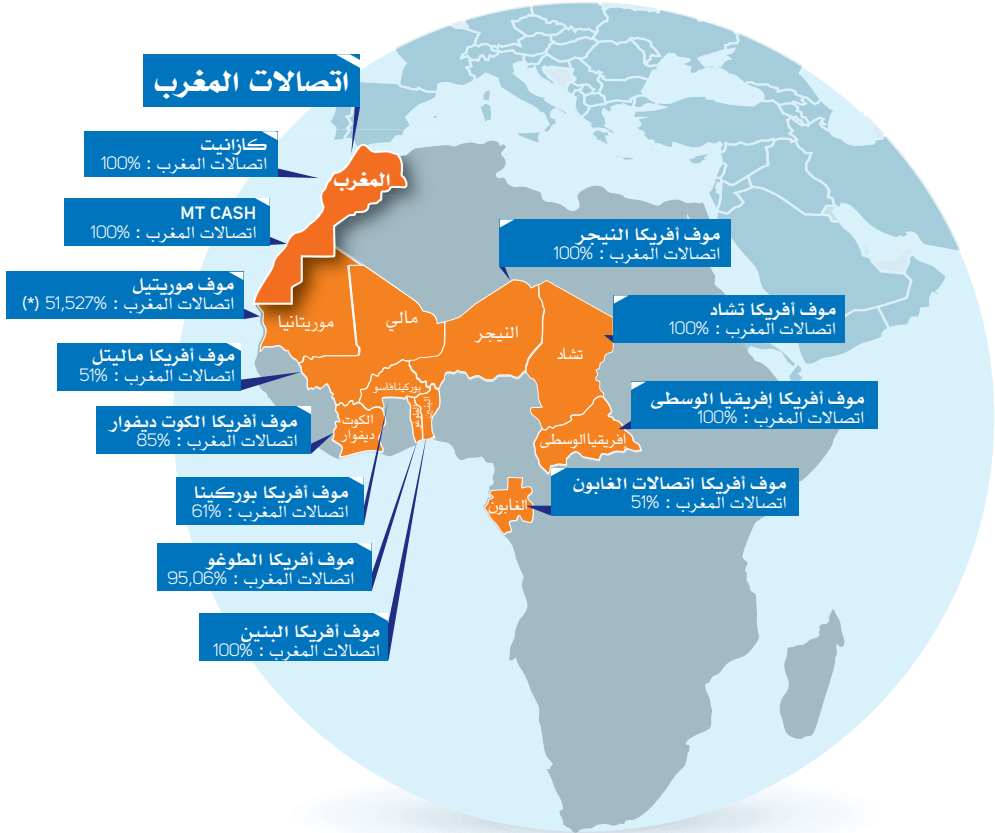 اتصالات المغرب
كازانيت
اتصالات المغرب : 100%
MT CASH
اتصالات المغرب : 100%
موف موريتيل
اتصالات المغرب : 51,527% (*)
موف أفريكا ماليتل
اتصالات المغرب : 51%
موف أفريكا الكوت ديفوار
اتصالات المغرب : 85%
موف أفريكا بوركينا
اتصالات المغرب : 61%
موف أفريكا الطوغو
اتصالات المغرب : 95,06%
موف أفريكا البنين
اتصالات المغرب : 100%
موف أفريكا النيجر
اتصالات المغرب : 100%
موف أفريكا تشاد
اتصالات المغرب : 100%
موف أفريكا إفريقيا الوسطى
اتصالات المغرب : 100%
موف أفريكا اتصالات الغابون
اتصالات المغرب : 51%
المغرب
موريتانيا
مالي
النيجر
تشاد
بوركينافاسو
الكوت
ديفوار
الطوغو
البنين
إفريقيا الوسطى
الغابون